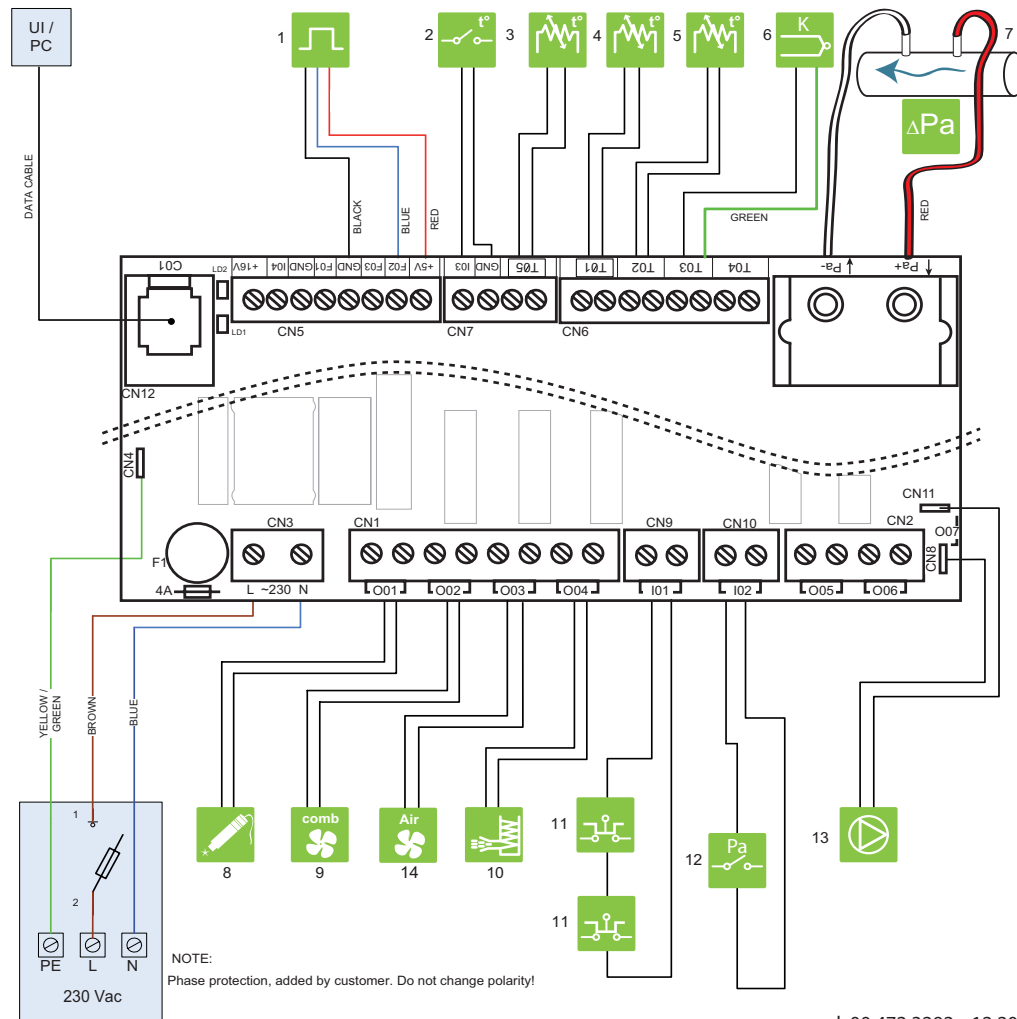 UI /
PC
1
2
t°
3
t°
4
t°
5
t°
6
K
7
ΔPa
DATA CABLE
BLACK
BLUE
RED
GREEN
RED
C01
LD2
+16V
I04
GND
F01
GND
F03
F02
+5V
I03
GND
T05
T01
T02
T03
T04
Pa-
Pa+
LD1
CN5
CN7
CN6
CN12
CN4
CN11
CN3
CN1
CN9
CN10
CN2
O07
CN8
F1
4A
L ~230 N
O01
O02
O03
O04
I01
I02
O05
O06
YELLOW /
GREEN
BROWN
BLUE
1
2
PE
L
N
230 Vac
8
comb
9
Air
14
10
11
11
Pa
12
13
NOTE:
Phase protection, added by customer. Do not change polarity!